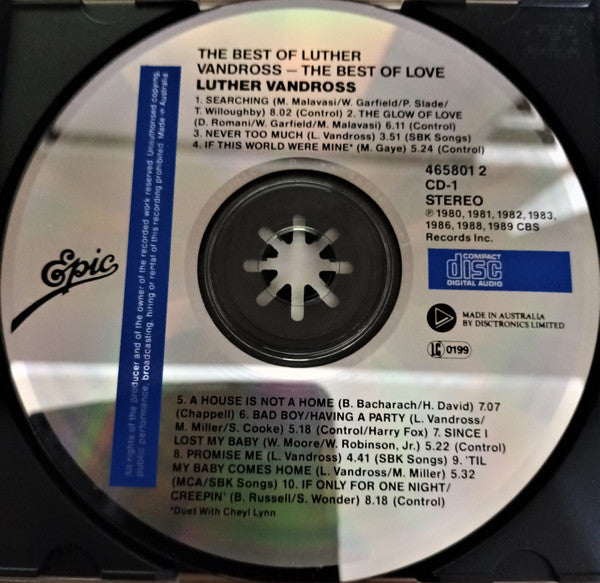 THE BEST OF LUTHER
VANDROSS – THE BEST OF LOVE
LUTHER VANDROSS
1. SEARCHING (M. Malavasi/W. Garfield/P. Slade/
T. Willoughby) 8.02 (Control) 2. THE GLOW OF LOVE
(D. Romani/W. Garfield/M. Malavasi) 6.11 (Control)
3. NEVER TOO MUCH (L. Vandross) 3.51 (SBK Songs)
4. IF THIS WORLD WERE MINE* (M. Gaye) 5.24 (Control)
465801 2
CD-1
STEREO
℗ 1980, 1981, 1982, 1983,
1986, 1988, 1989 CBS
Records Inc.
COMPACT
disc
DIGITAL AUDIO
MADE IN AUSTRALIA
BY DISCTRONICS LIMITED
LC 0199
Epic
All rights of the producer and of the owner of the recorded work reserved. Unauthorised copying,
public performance, broadcasting, hiring or rental of this recording prohibited. Made in Australia
5. A HOUSE IS NOT A HOME (B. Bacharach/H. David) 7.07
(Chappell) 6. BAD BOY/HAVING A PARTY (L. Vandross/
M. Miller/S. Cooke) 5.18 (Control/Harry Fox) 7. SINCE I
LOST MY BABY (W. Moore/W. Robinson, Jr.) 5.22 (Control)
8. PROMISE ME (L. Vandross) 4.41 (SBK Songs) 9. 'TIL
MY BABY COMES HOME (L. Vandross/M. Miller) 5.32
(MCA/SBK Songs) 10. IF ONLY FOR ONE NIGHT/
CREEPIN' (B. Russell/S. Wonder) 8.18 (Control)
*Duet With Cheyl Lynn